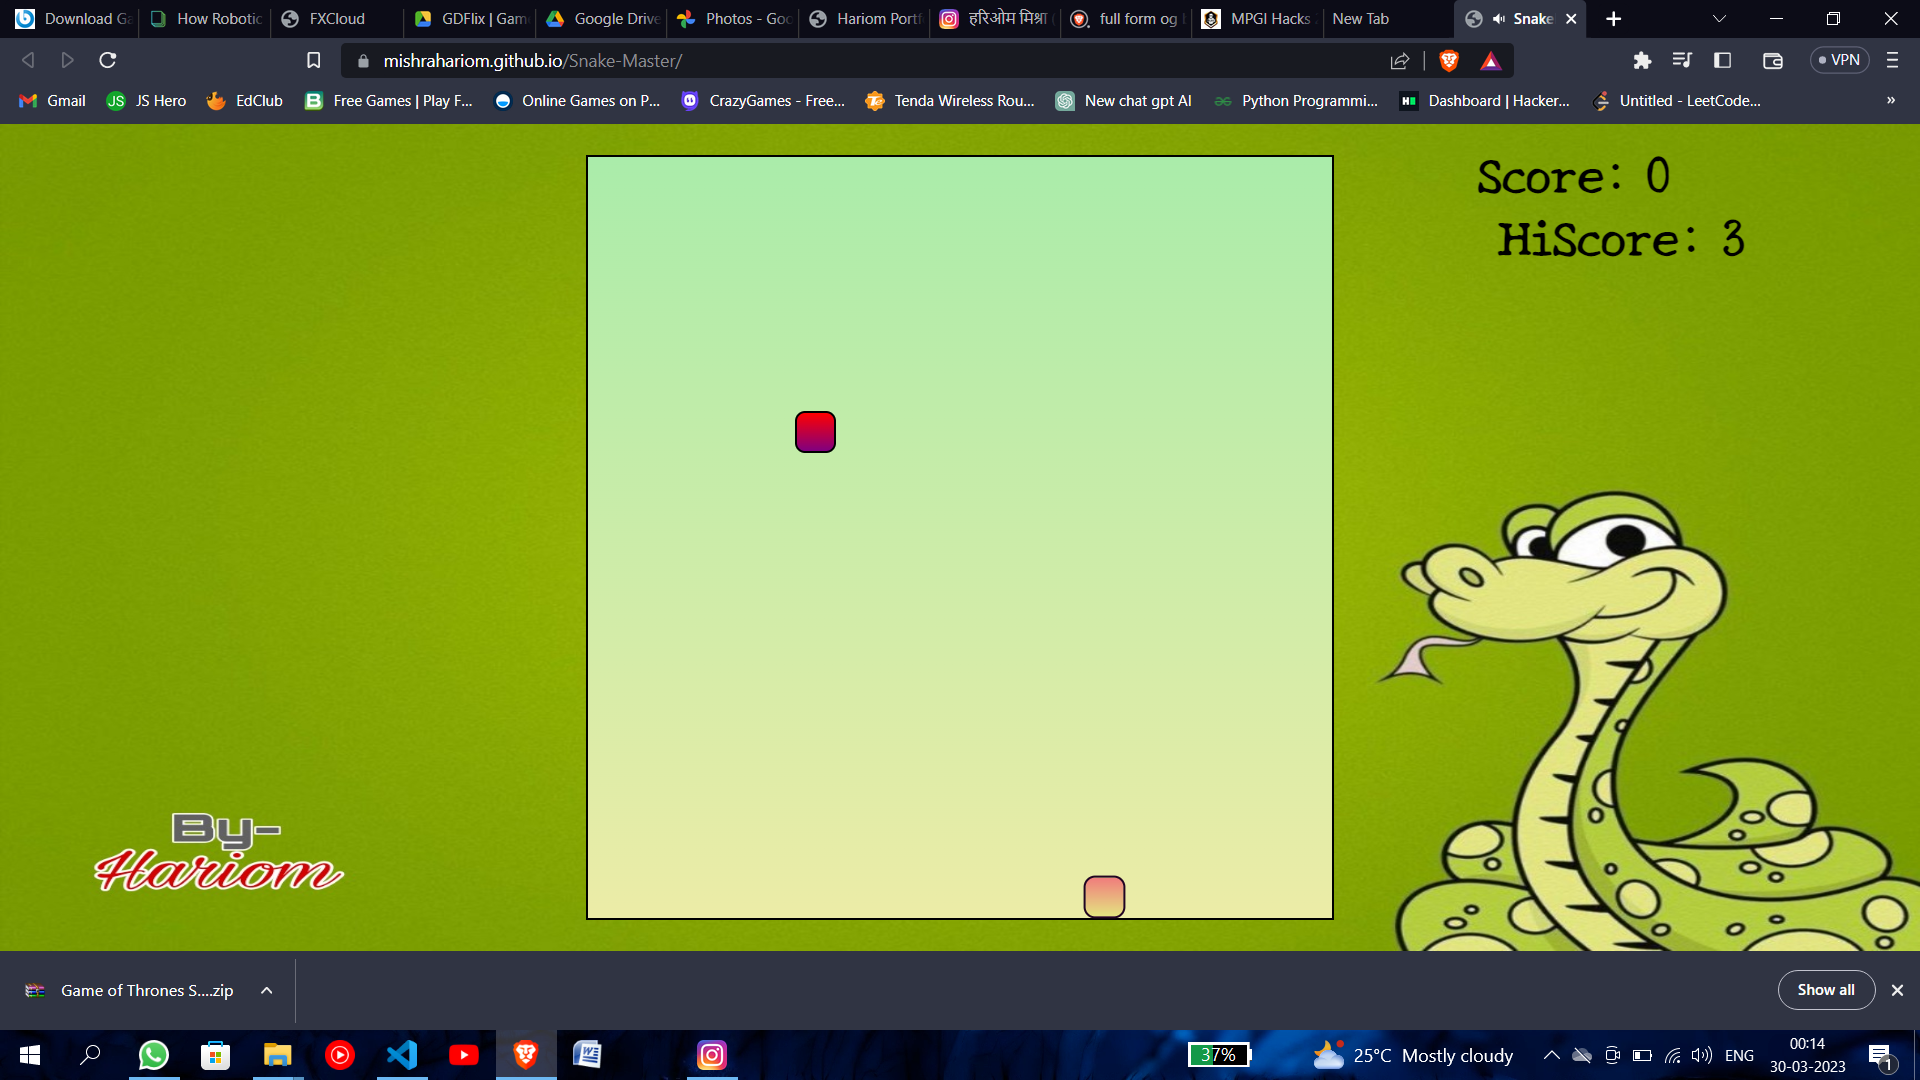 Download Ga
How Robotic
FXCloud
GDFlix | Gam
Google Drive
Photos - Goo
Hariom Portf
हरिओम मिश्रा (
full form og
MPGI Hacks
New Tab
Snake
mishrahariom.github.io/Snake-Master/
VPN
Gmail
JS Hero
EdClub
Free Games | Play F...
Online Games on P...
CrazyGames - Free...
Tenda Wireless Rou...
New chat gpt AI
Python Programmi...
Dashboard | Hacker...
Untitled - LeetCode...
»
Score: 0
HiScore: 3
By-
Hariom
Game of Thrones S....zip
Show all
37%
25°C Mostly cloudy
ENG
00:14
30-03-2023
1